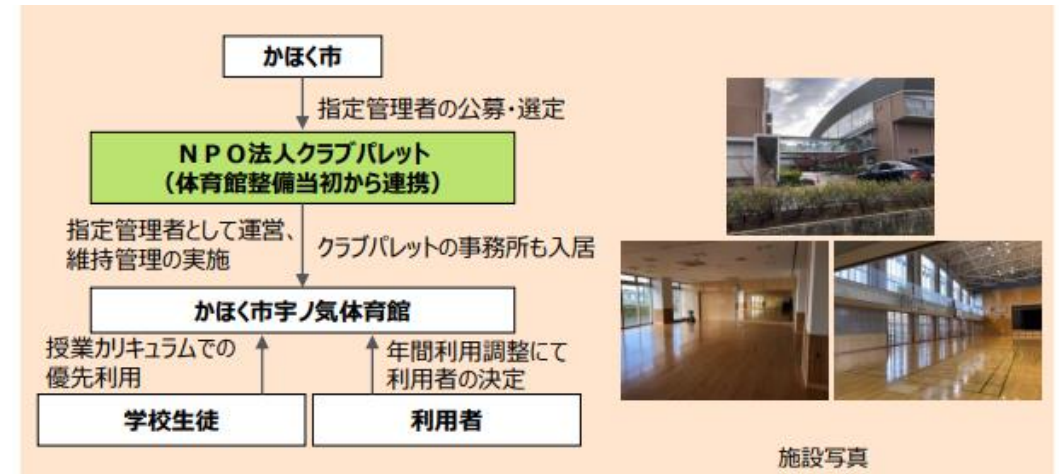 かほく市
指定管理者の公募・選定
NPO法人クラブパレット
（体育館整備当初から連携）
指定管理者として運営、
維持管理の実施
クラブパレットの事務所も入居
かほく市宇ノ気体育館
授業カリキュラムでの
優先利用
年間利用調整にて
利用者の決定
学校生徒
利用者
施設写真